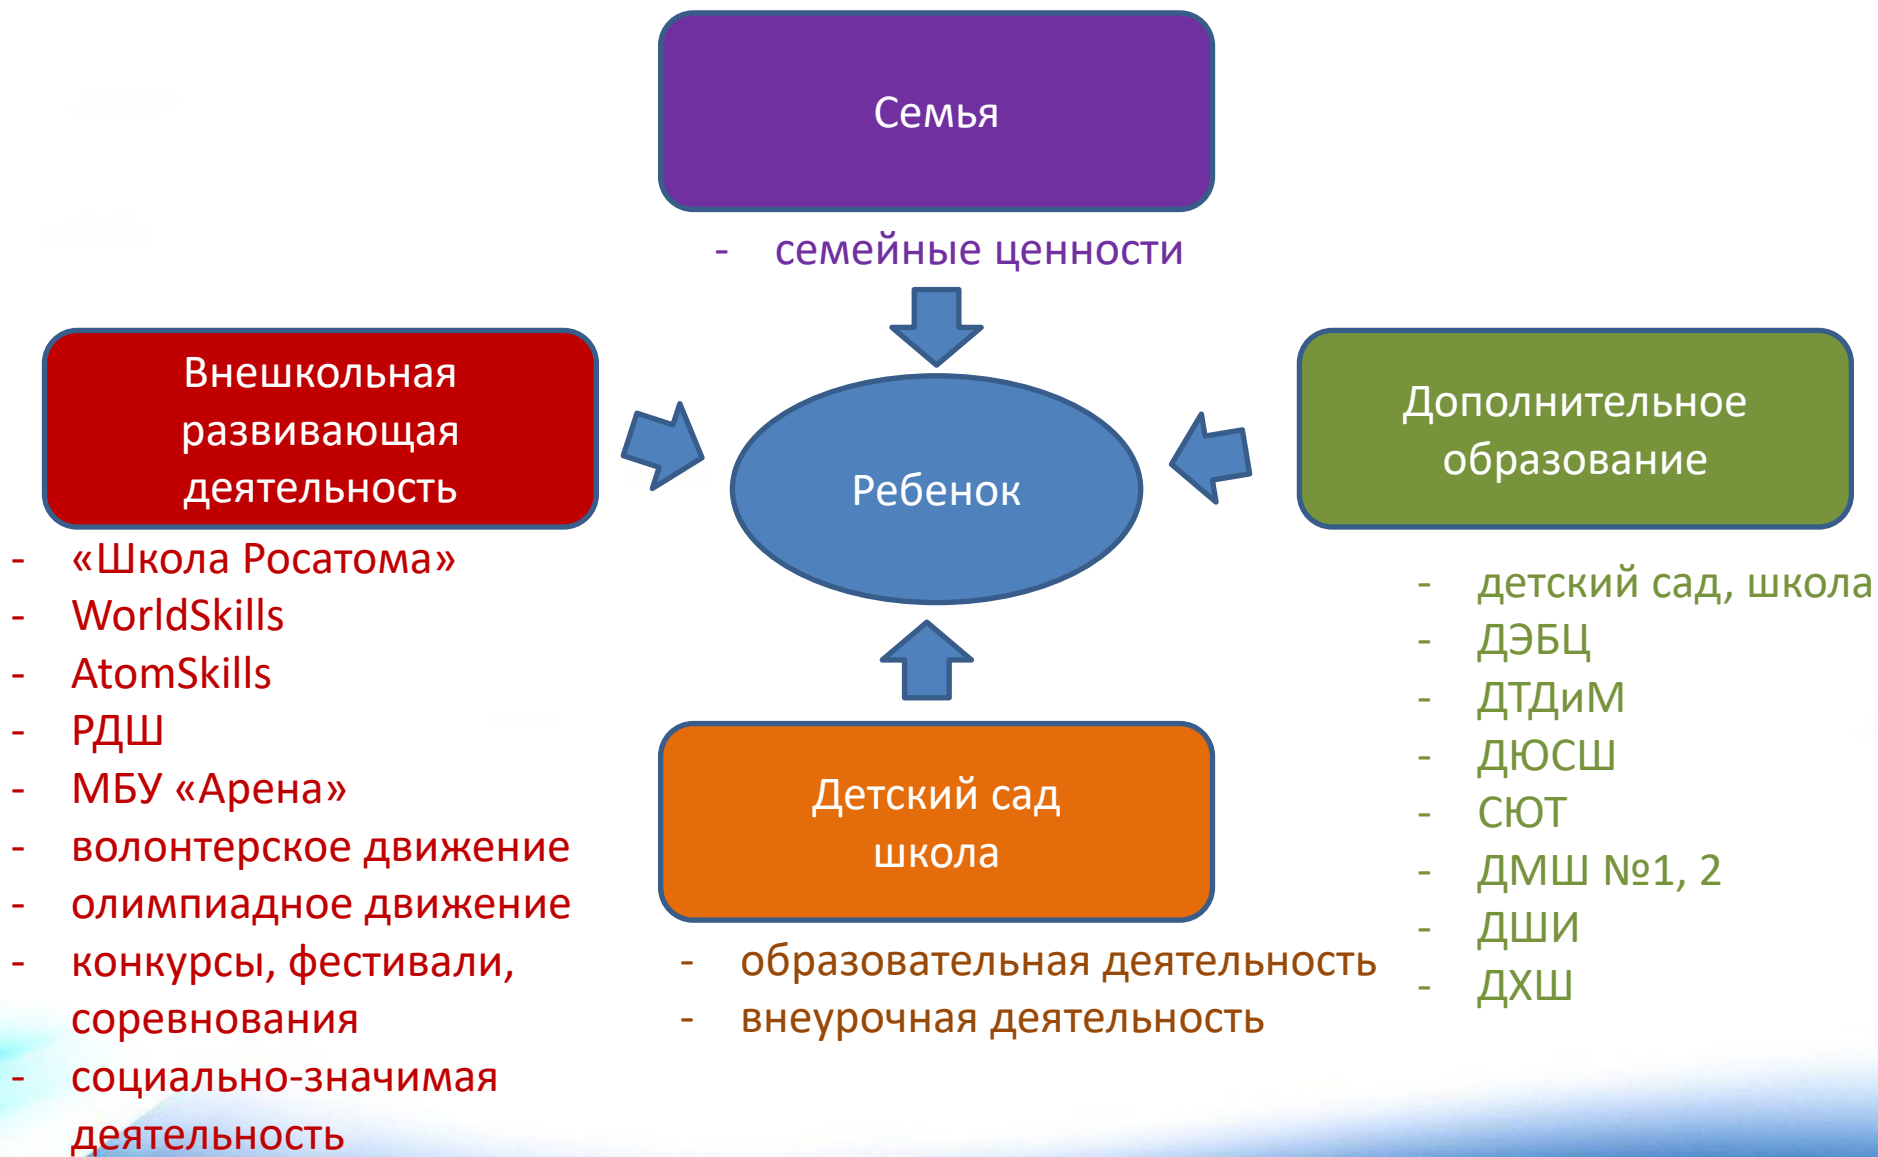 Семья
- семейные ценности
Внешкольная
развивающая
деятельность
- «Школа Росатома»
- WorldSkills
- AtomSkills
- РДШ
- МБУ «Арена»
- волонтерское движение
- олимпиадное движение
- конкурсы, фестивали,
соревнования
- социально-значимая
деятельность
Ребенок
Детский сад
школа
- образовательная деятельность
- внеурочная деятельность
Дополнительное
образование
- детский сад, школа
- ДЭБЦ
- ДТДиМ
- ДЮСШ
- СЮТ
- ДМШ №1, 2
- ДШИ
- ДХШ